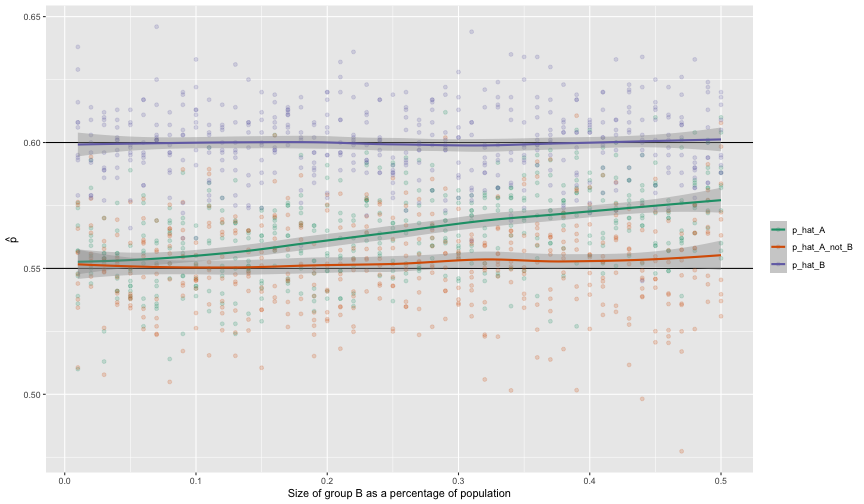 0.65
0.60
0.55
0.50
p̂
0.0
0.1
0.2
0.3
0.4
0.5
Size of group B as a percentage of population
p_hat_A
p_hat_A_not_B
p_hat_B